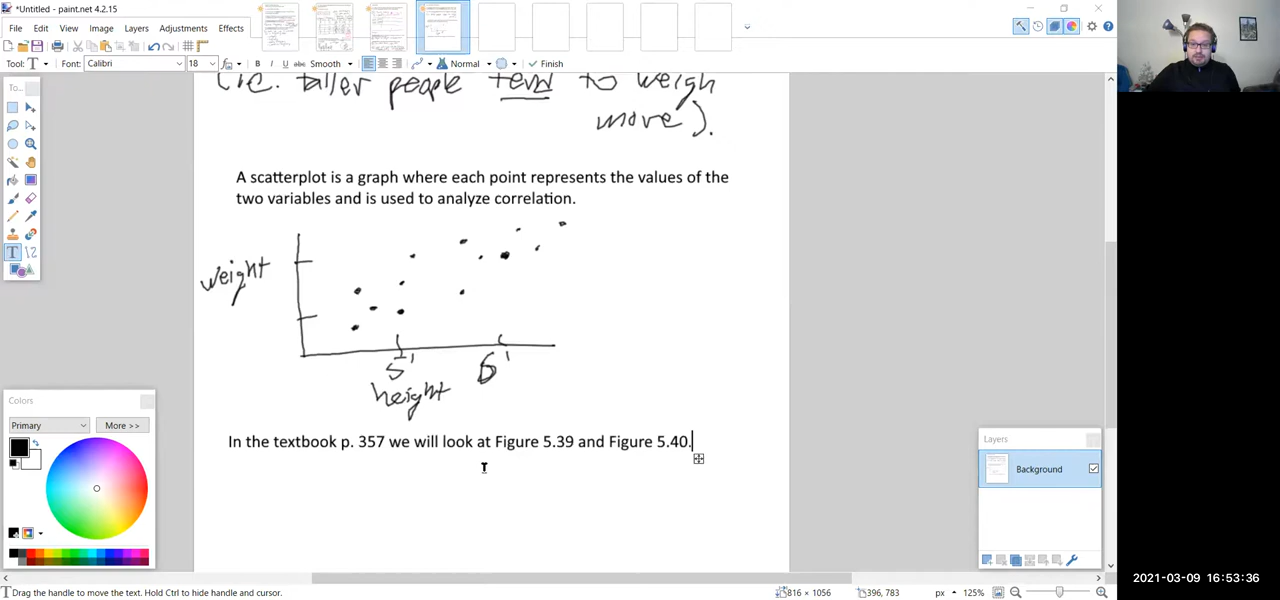 *Untitled - paint.net 4.2.15
File Edit View Image Layers Adjustments Effects
Tool: T Font: Calibri 18 B I U abc Smooth Normal Finish
To...
(i.e. taller people tend to weigh
more).
A scatterplot is a graph where each point represents the values of the
two variables and is used to analyze correlation.
weight
5' 6'
height
In the textbook p. 357 we will look at Figure 5.39 and Figure 5.40.
Colors
Primary More >>
Layers
Background
Drag the handle to move the text. Hold Ctrl to hide handle and cursor. 816 x 1056 396, 783 px 125%
2021-03-09 16:53:36